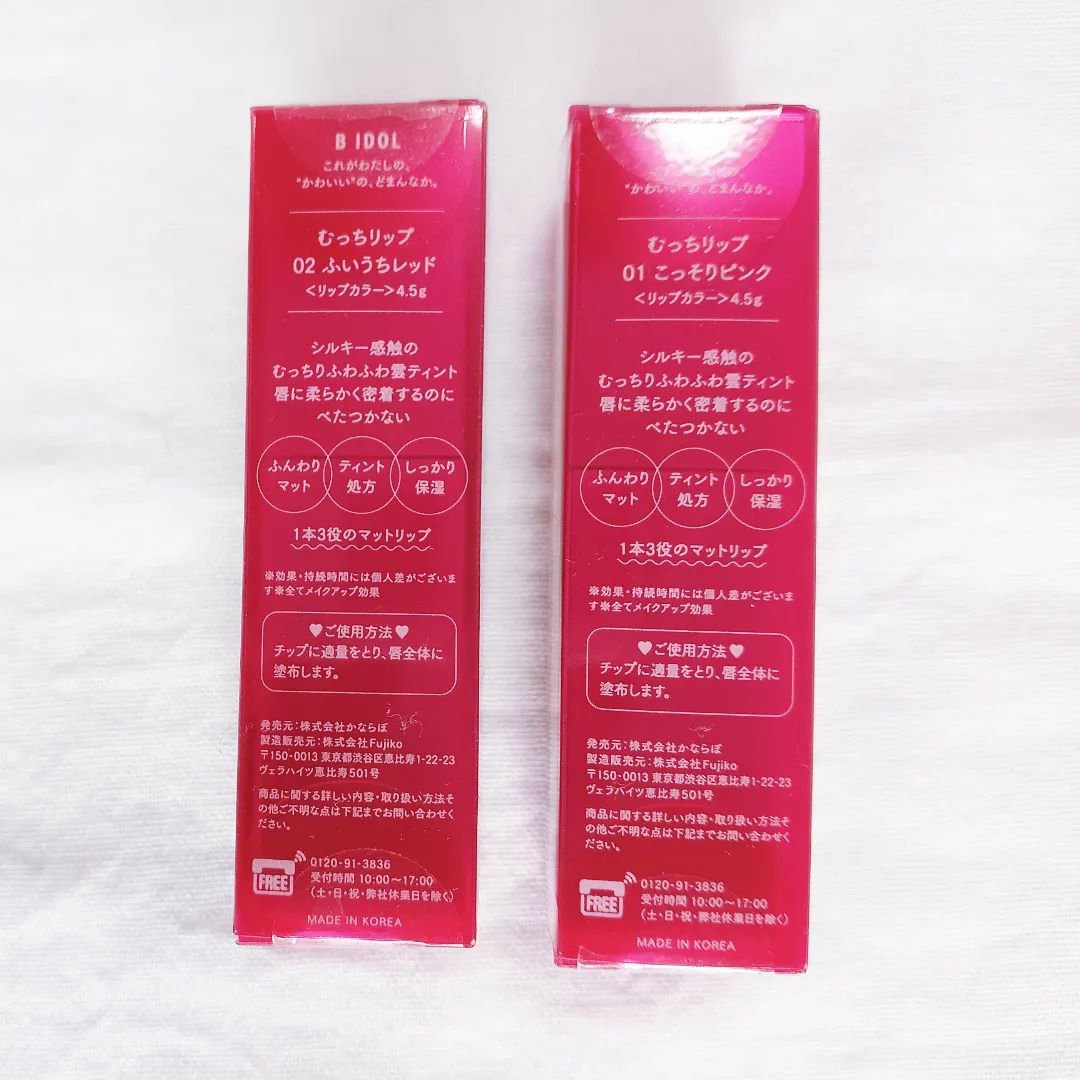 B IDOL
これがわたしの、
"かわいい"の、どまんなか。
むっちリップ
02 ふいうちレッド
<リップカラー>4.5g
シルキー感触の
むっちりふわふわ雲ティント
唇に柔らかく密着するのに
べたつかない
ふんわり
マット
ティント
処方
しっかり
保湿
1本3役のマットリップ
※効果・持続時間には個人差がございま
す※全てメイクアップ効果
♥ご使用方法♥
チップに適量をとり、唇全体に
塗布します。
発売元:株式会社かならぼ
製造販売元:株式会社Fujiko
〒150-0013 東京都渋谷区恵比寿1-22-23
ヴェラハイツ恵比寿501号
商品に関する詳しい内容・取り扱い方法そ
の他ご不明な点は下記までお問い合わせく
ださい。
FREE
0120-91-3836
受付時間 10:00〜17:00
(土・日・祝・弊社休業日を除く)
MADE IN KOREA
"かわいい"の、どまんなか。
むっちリップ
01 こっそりピンク
<リップカラー>4.5g
シルキー感触の
むっちりふわふわ雲ティント
唇に柔らかく密着するのに
べたつかない
ふんわり
マット
ティント
処方
しっかり
保湿
1本3役のマットリップ
※効果・持続時間には個人差がございま
す※全てメイクアップ効果
♥ご使用方法♥
チップに適量をとり、唇全体に
塗布します。
発売元:株式会社かならぼ
製造販売元:株式会社Fujiko
〒150-0013 東京都渋谷区恵比寿1-22-23
ヴェラハイツ恵比寿501号
商品に関する詳しい内容・取り扱い方法そ
の他ご不明な点は下記までお問い合わせく
ださい。
FREE
0120-91-3836
受付時間 10:00〜17:00
(土・日・祝・弊社休業日を除く)
MADE IN KOREA